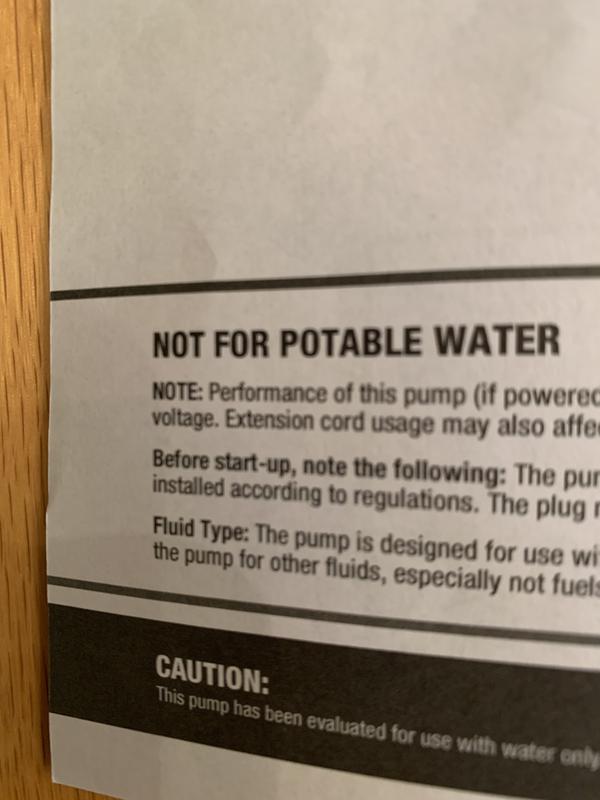 NOT FOR POTABLE WATER
NOTE: Performance of this pump (if powered
voltage. Extension cord usage may also affe
Before start-up, note the following: The pu
installed according to regulations. The plug
Fluid Type: The pump is designed for use wi
the pump for other fluids, especially not fuels
CAUTION:
This pump has been evaluated for use with water only